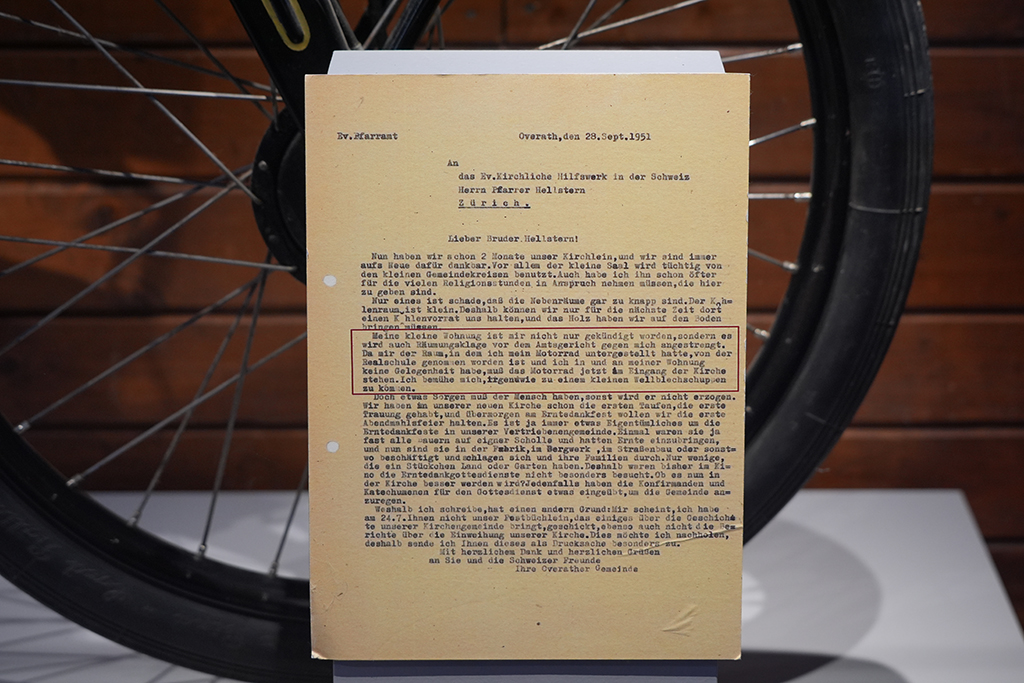 Ev.Pfarramt
Overath,den 28.Sept.1951
An
das Ev.Kirchliche Hilfswerk in der Schweiz
Herrn Pfarrer Hellstern
Zürich.
Lieber Bruder Hellstern!
Nun haben wir schon 2 Monate unser Kirchlein,und wir sind immer
aufs Neue dafür dankbar.Vor allem der kleine Saal wird tüchtig von
den kleinen Gemeindekreisen benutzt.Auch habe ich ihn schon öfter
für die vielen Religionsstunden in Anspruch nehmen müssen,die hier
zu geben sind.
Nur eines ist schade,daß die Nebenräume gar zu knapp sind.Der Koh-
lenraum ist klein.Deshalb können wir nur für die nächste Zeit dort
einen Kohlenvorrat uns halten,und das Holz haben wir auf den Boden
bringen müssen.
Meine kleine Wohnung ist mir nicht nur gekündigt worden,sondern es
wird auch Räumungsklage vor dem Amtsgericht gegen mich angestrengt.
Da mir der Raum,in dem ich mein Motorrad untergestellt hatte,von der
Realschule genommen worden ist und ich in und an meiner Wohnung
keine Gelegenheit habe,muß das Motorrad jetzt im Eingang der Kirche
stehen.Ich bemühe mich,irgenwie zu einem kleinen Wellblechschuppen
zu kommen.
Doch etwas Sorgen muß der Mensch haben,sonst wird er nicht erzogen.
Wir haben in unserer neuen Kirche schon die ersten Taufen,die erste
Trauung gehabt,und übermorgen am Erntedankfest wollen wir die erste
Abendmahlsfeier halten.Es ist ja immer etwas Eigentümliches um die
Erntedankfeste in unserer Vertriebenengemeinde.Einmal waren sie ja
fast alle Bauern auf eigner Scholle und hatten Ernte einzubringen,
und nun sind sie in der Fabrik,im Bergwerk ,im Straßenbau oder sonst-
wo beschäftigt und schlagen sich und ihre Familien durch.Nur wenige,
die ein Stückchen Land oder Garten haben.Deshalb waren bisher im Ki-
no die Erntedankgottesdienste nicht besonders besucht.Ob es nun in
der Kirche besser werden wird?Jedenfalls haben die Konfirmanden und
Katechumenen für den Gottesdienst etwas eingeübt,um die Gemeinde an-
zuregen.
Weshalb ich schreibe,hat einen andern Grund:Mir scheint,ich habe
am 24.7.Ihnen nicht unser Festbüchlein,das einiges über die Geschich
te unserer Kirchengemeinde bringt,geschickt,ebenso auch nicht die Be-
richte über die Einweihung unserer Kirche.Dies möchte ich nachholen,
deshalb sende ich Ihnen dieses als Drucksache besonders zu.
Mit herzlichem Dank und herzlichen Grüßen
an Sie und die Schweizer Freunde
Ihre Overather Gemeinde